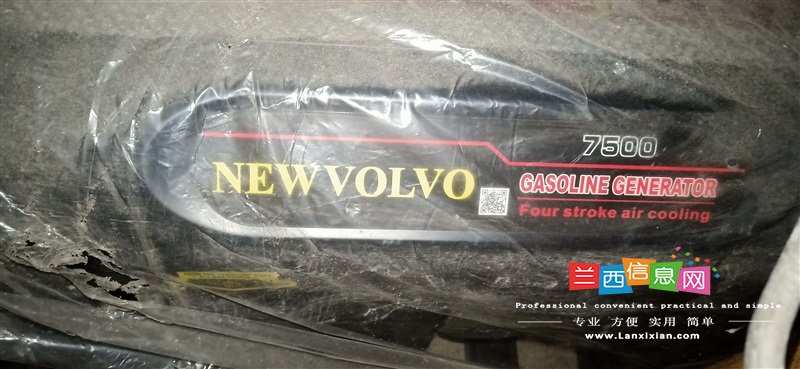 7500
NEW VOLVO
GASOLINE GENERATOR
Four stroke air cooling
兰西信息网
Professional convenient practical and simple
专业 方便 实用 简单
www.Lanxixian.com